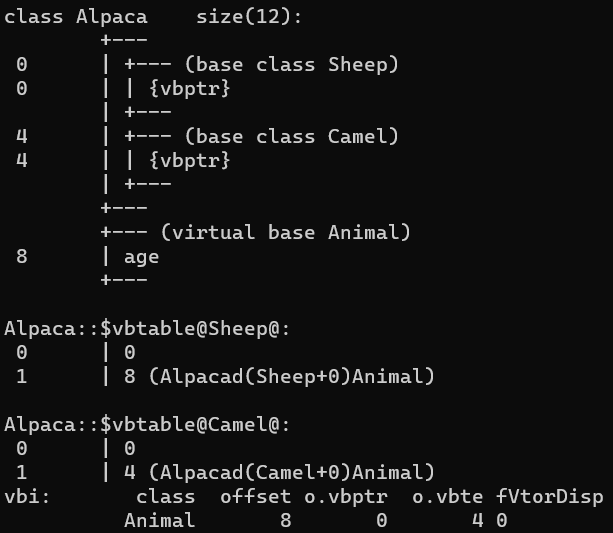 class Alpaca    size(12):
        +---
 0      | +--- (base class Sheep)
 0      | | {vbptr}
        | +---
 4      | +--- (base class Camel)
 4      | | {vbptr}
        | +---
        +---
        +--- (virtual base Animal)
 8      | age
        +---

Alpaca::$vbtable@Sheep@:
 0      | 0
 1      | 8 (Alpacad(Sheep+0)Animal)

Alpaca::$vbtable@Camel@:
 0      | 0
 1      | 4 (Alpacad(Camel+0)Animal)
vbi:       class  offset o.vbptr  o.vbte fVtorDisp
          Animal       8       0       4 0